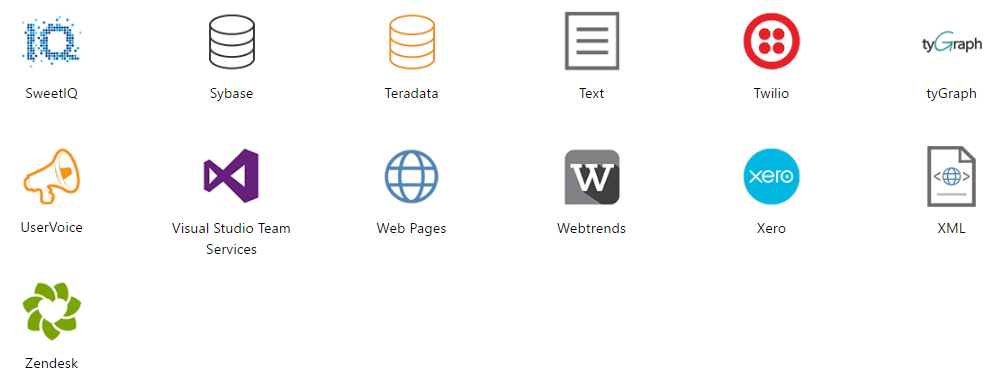 IQ
tyGraph
SweetIQ
Sybase
Teradata
Text
Twilio
tyGraph
W
xero
UserVoice
Visual Studio Team
Services
Web Pages
Webtrends
Xero
XML
Zendesk